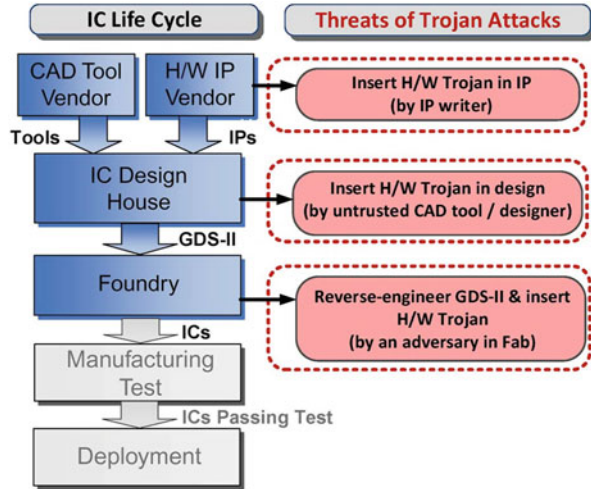 IC Life Cycle
Threats of Trojan Attacks
CAD Tool
Vendor
H/W IP
Vendor
Insert H/W Trojan in IP
(by IP writer)
Tools
IPs
IC Design
House
Insert H/W Trojan in design
(by untrusted CAD tool / designer)
GDS-II
Foundry
Reverse-engineer GDS-II & insert
H/W Trojan
(by an adversary in Fab)
ICs
Manufacturing
Test
ICs Passing Test
Deployment